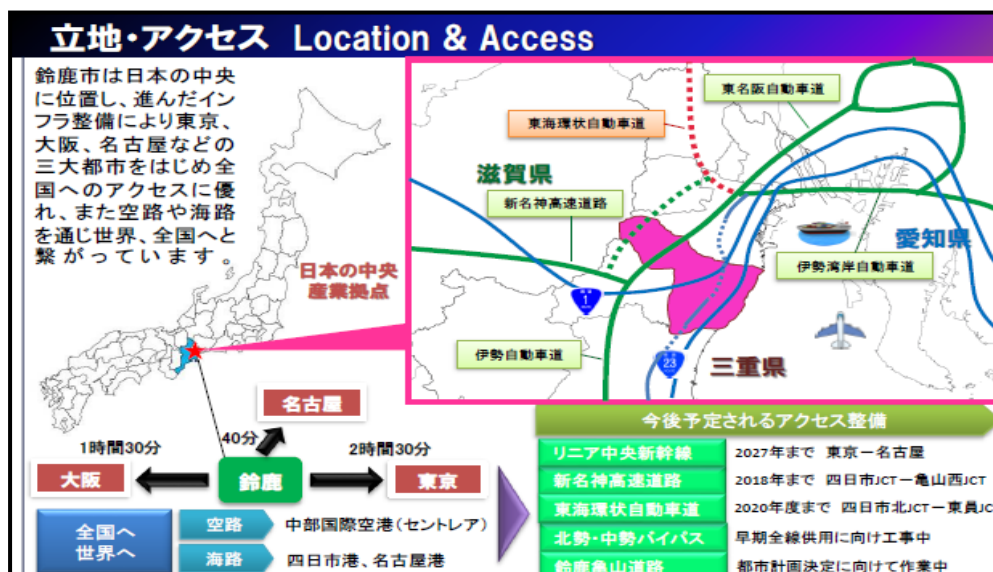 立地・アクセス Location & Access
鈴鹿市は日本の中央
に位置し、進んだイン
フラ整備により東京、
大阪、名古屋などの
三大都市をはじめ全
国へのアクセスに優
れ、また空路や海路
を通じ世界、全国へと
繋がっています。
日本の中央
産業拠点
東名阪自動車道
東海環状自動車道
滋賀県
新名神高速道路
愛知県
伊勢湾岸自動車道
1
伊勢自動車道
23
三重県
名古屋
40分
1時間30分
2時間30分
大阪
鈴鹿
東京
全国へ
世界へ
空路
中部国際空港(セントレア)
海路
四日市港、名古屋港
今後予定されるアクセス整備
リニア中央新幹線 2027年まで 東京ー名古屋
新名神高速道路 2018年まで 四日市JCTー亀山西JCT
東海環状自動車道 2020年度まで 四日市北JCTー東員JC
北勢・中勢バイパス 早期全線供用に向け工事中
鈴鹿亀山道路 都市計画決定に向けて作業中